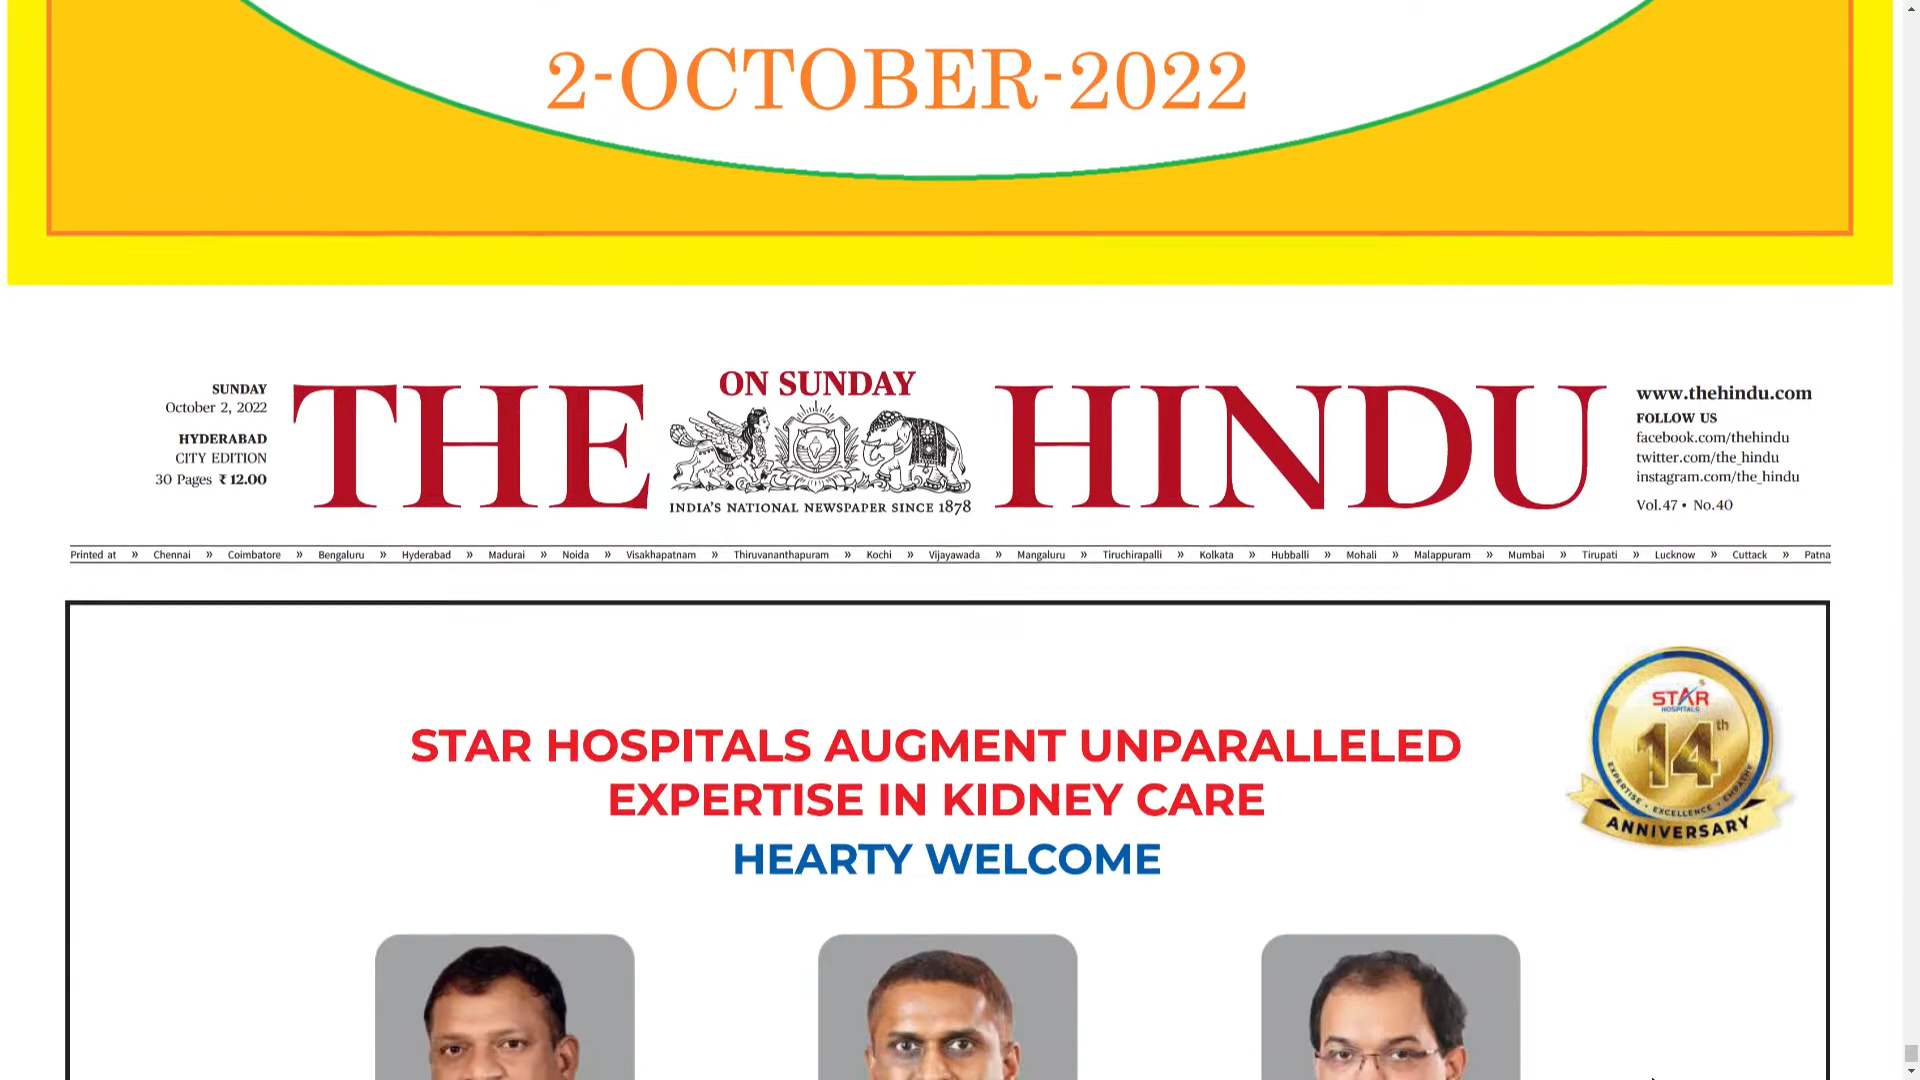 2-OCTOBER-2022
SUNDAY
October 2, 2022
HYDERABAD
CITY EDITION
30 Pages ₹ 12.00
THE HINDU
ON SUNDAY
INDIA'S NATIONAL NEWSPAPER SINCE 1878
www.thehindu.com
FOLLOW US
facebook.com/thehindu
twitter.com/the_hindu
instagram.com/the_hindu
Vol.47 • No.40
Printed at » Chennai » Coimbatore » Bengaluru » Hyderabad » Madurai » Noida » Visakhapatnam » Thiruvananthapuram » Kochi » Vijayawada » Mangaluru » Tiruchirapalli » Kolkata » Hubballi » Mohali » Malappuram » Mumbai » Tirupati » Lucknow » Cuttack » Patna
STAR HOSPITALS AUGMENT UNPARALLELED
EXPERTISE IN KIDNEY CARE
HEARTY WELCOME
STAR
HOSPITALS
14th
EXPERTISE • EXCELLENCE • EMPATHY
ANNIVERSARY